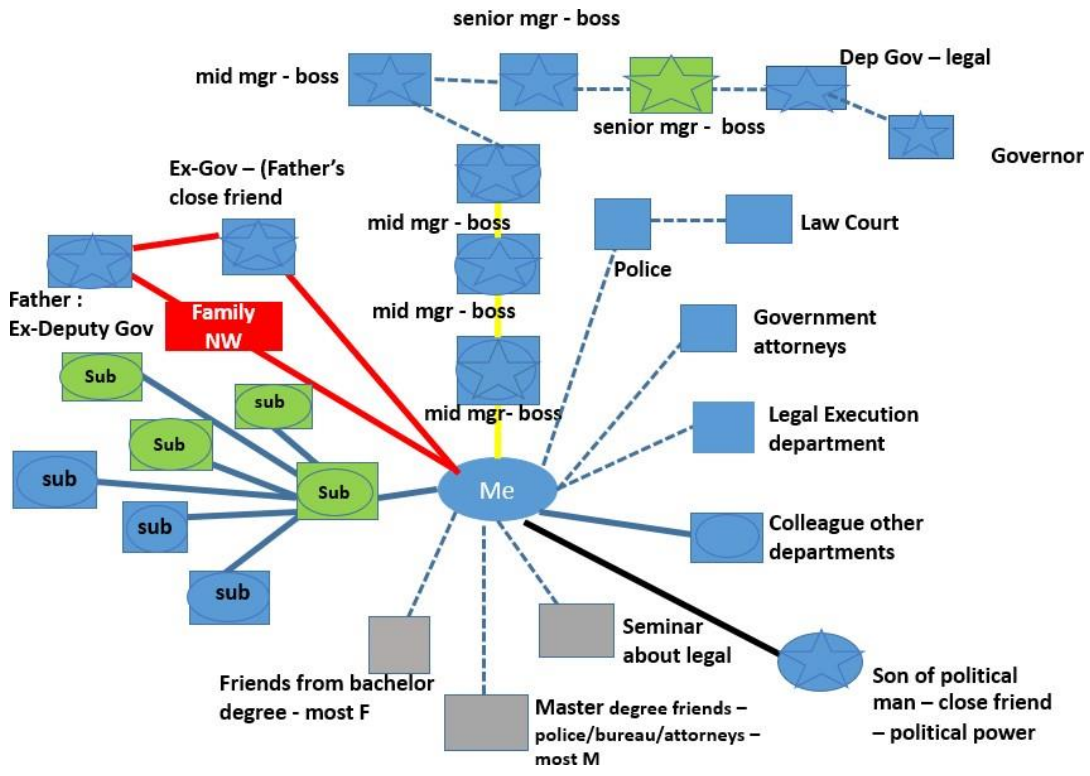 senior mgr - boss
mid mgr - boss
Dep Gov – legal
senior mgr - boss
Governor
Ex-Gov – (Father's
close friend
mid mgr - boss
Law Court
Police
Father :
Ex-Deputy Gov
Family
NW
mid mgr - boss
Government
attorneys
Sub
sub
mid mgr- boss
Legal Execution
department
Sub
sub
Sub
Me
sub
Colleague other
departments
sub
Seminar
about legal
Friends from bachelor
degree - most F
Son of political
man – close friend
– political power
Master degree friends –
police/bureau/attorneys –
most M